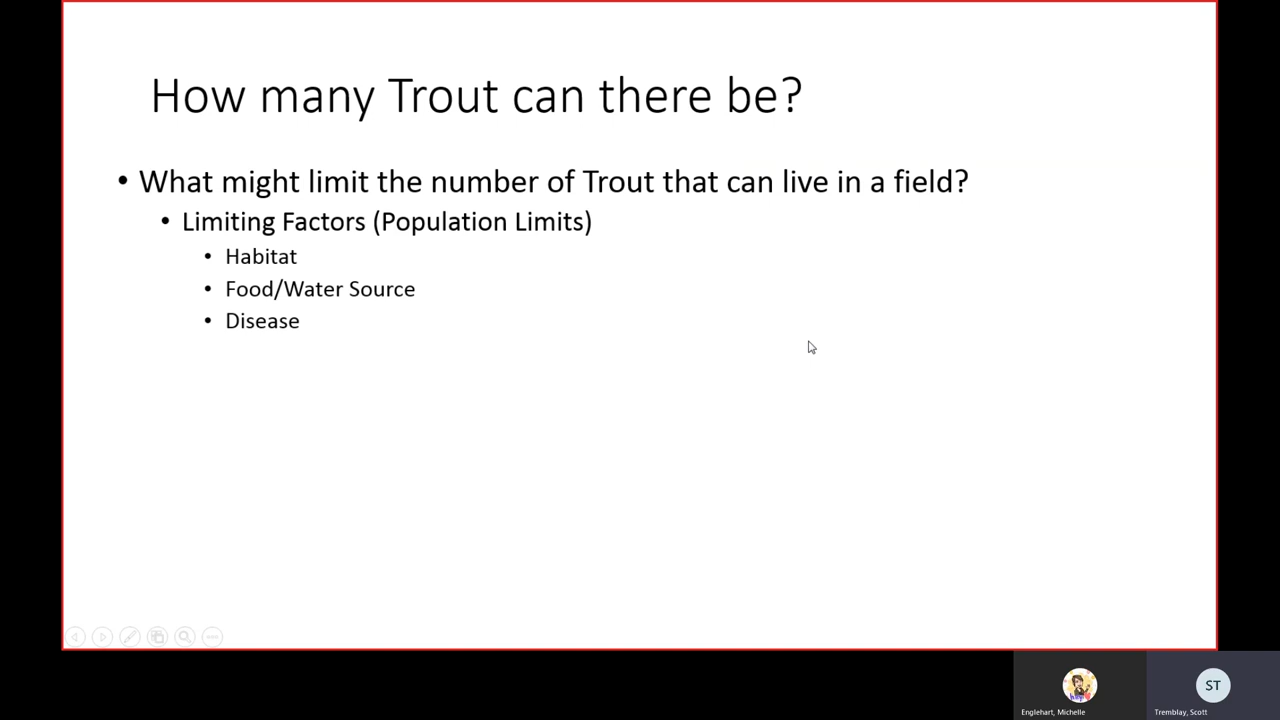 How many Trout can there be?
• What might limit the number of Trout that can live in a field?
• Limiting Factors (Population Limits)
• Habitat
• Food/Water Source
• Disease
ST
Englehart, Michelle
Tremblay, Scott